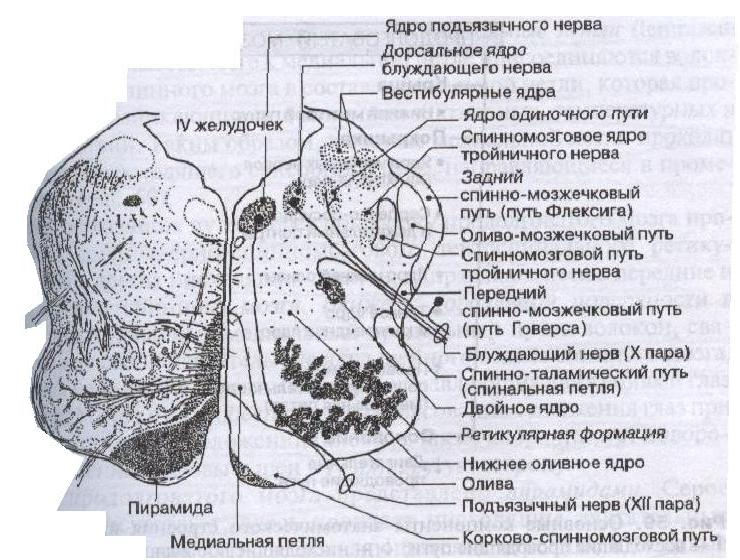 Ядро подъязычного нерва
Дорсальное ядро
блуждающего нерва
Вестибулярные ядра
IV желудочек
Ядро одиночного пути
Спинномозговое ядро
тройничного нерва
Задний
спинно-мозжечковый
путь (путь Флексига)
Оливо-мозжечковый путь
Спинномозговой путь
тройничного нерва
Передний
спинно-мозжечковый путь
(путь Говерса)
Блуждающий нерв (X пара)
Спинно-таламический путь
(спинальная петля)
Двойное ядро
Ретикулярная формация
Нижнее оливное ядро
Олива
Подъязычный нерв (XII пара)
Корково-спинномозговой путь
Пирамида
Медиальная петля